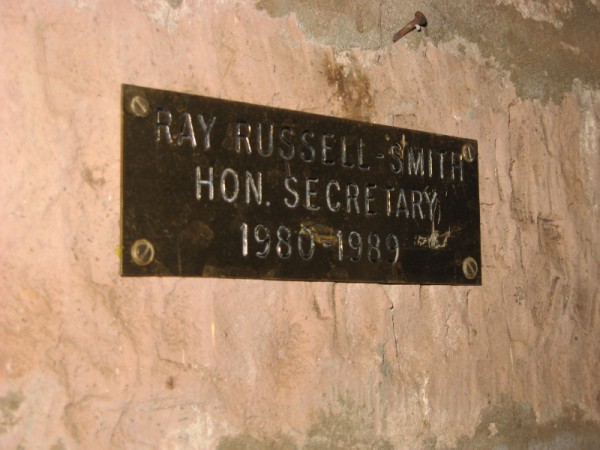 RAY RUSSELL-SMITH
HON. SECRETARY
1980-1989